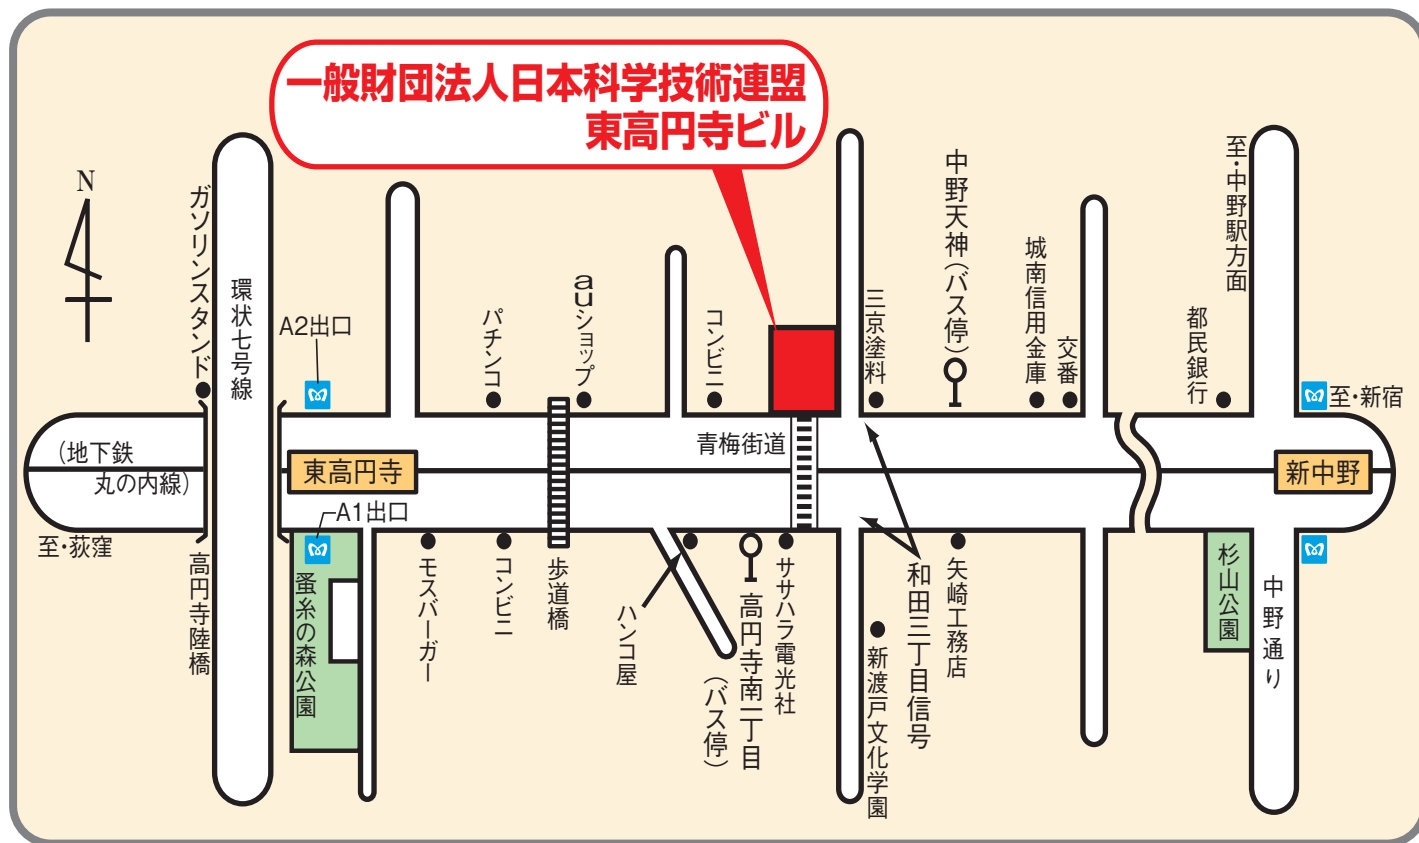 一般財団法人日本科学技術連盟
東高円寺ビル
N
ガソリンスタンド
環状七号線
A2出口
パチンコ
auショップ
コンビニ
三京塗料
中野天神(バス停)
城南信用金庫
交番
都民銀行
至・中野駅方面
至・新宿
(地下鉄
丸の内線)
東高円寺
青梅街道
新中野
至・荻窪
高円寺陸橋
A1出口
蚕糸の森公園
モスバーガー
コンビニ
歩道橋
ハンコ屋
高円寺南一丁目
(バス停)
ササハラ電光社
新渡戸文化学園
和田三丁目信号
矢崎工務店
杉山公園
中野通り